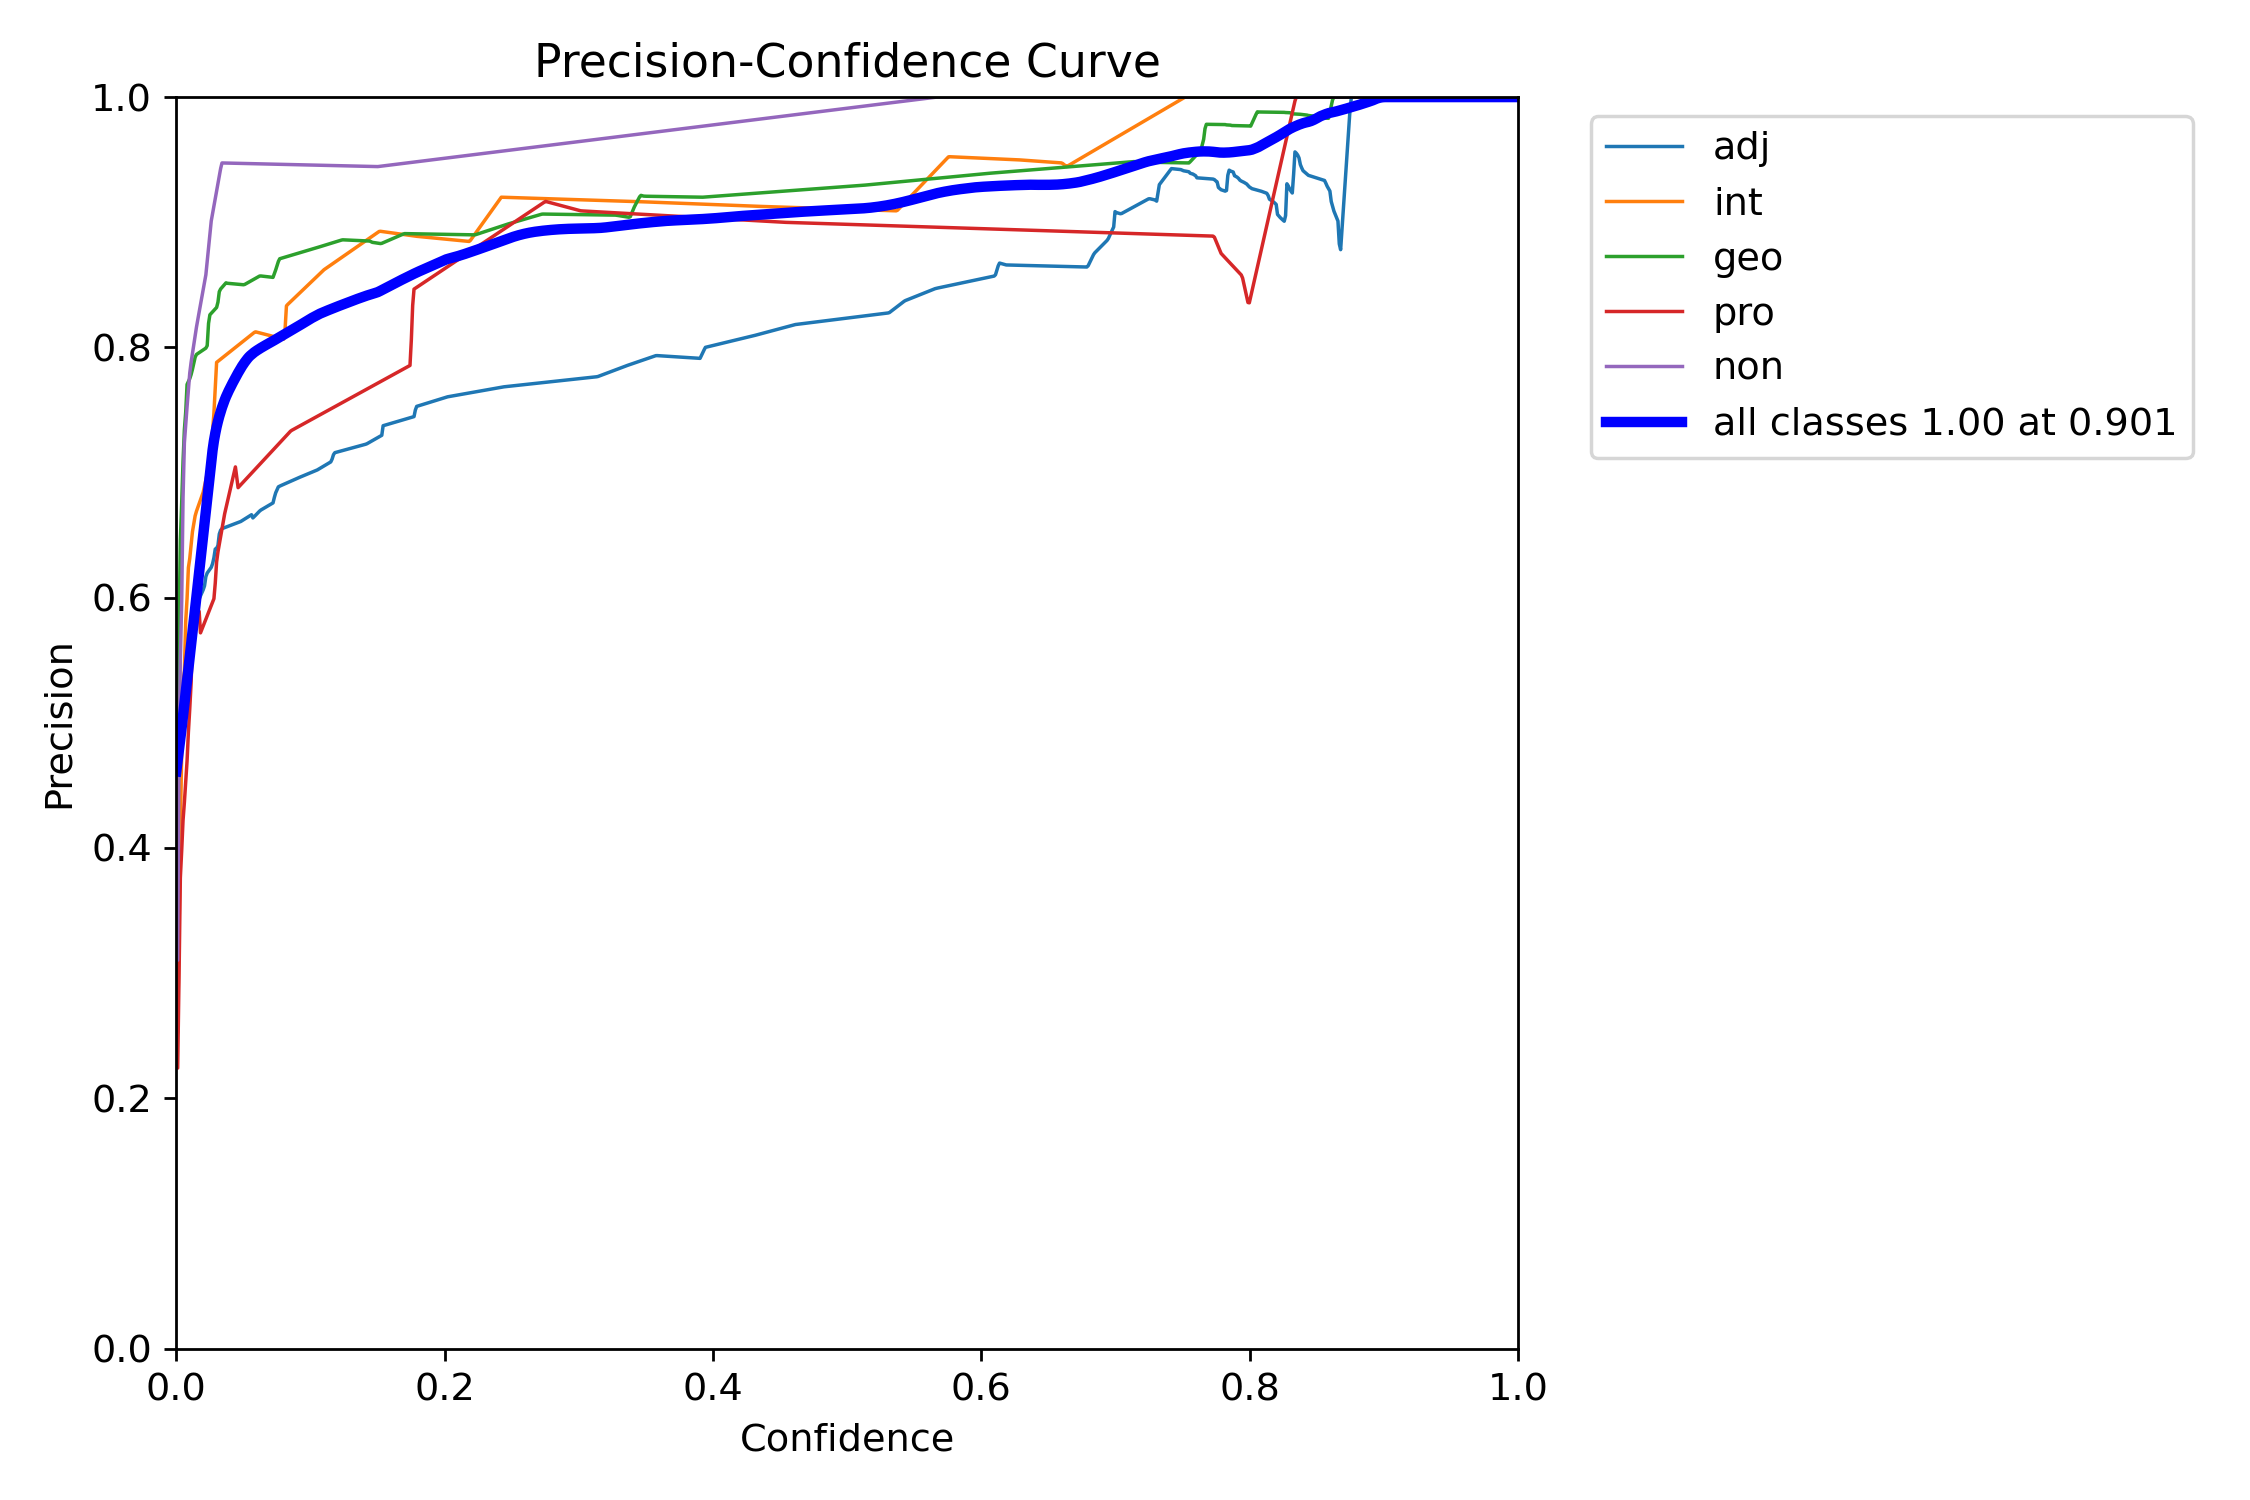 Precision-Confidence Curve
1.0
0.8
0.6
0.4
0.2
0.0
Precision
0.0 0.2 0.4 0.6 0.8 1.0
Confidence
adj
int
geo
pro
non
all classes 1.00 at 0.901